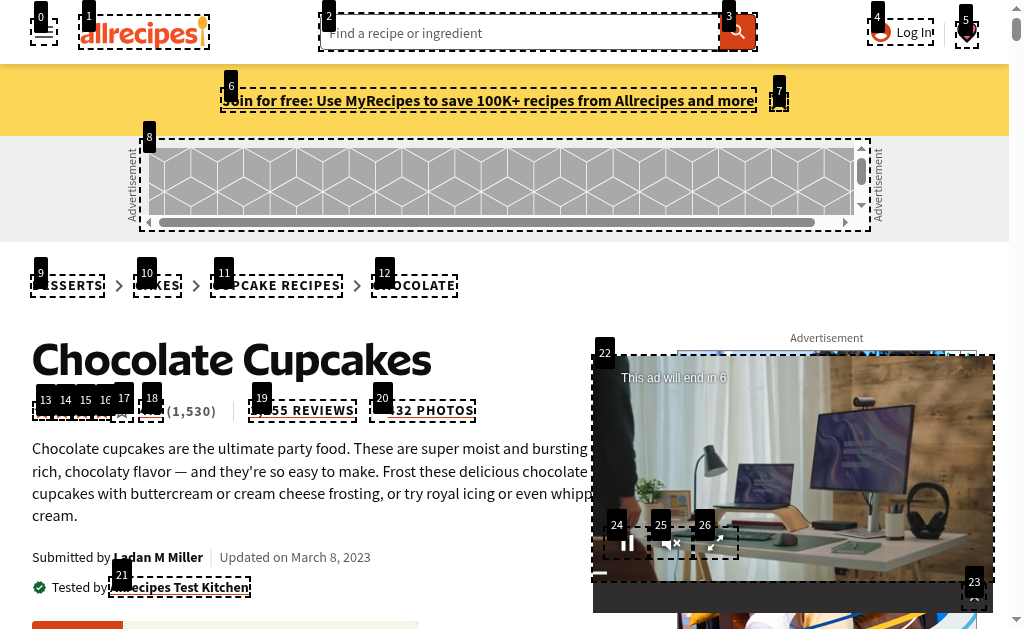 0
1
2
3
4
5
allrecipes
Find a recipe or ingredient
Log In
6
7
Join for free: Use MyRecipes to save 100K+ recipes from Allrecipes and more
8
Advertisement
Advertisement
9
10
11
12
DESSERTS
CAKES
CUPCAKE RECIPES
CHOCOLATE
Advertisement
Chocolate Cupcakes
22
This ad will end in 6
13
14
15
16
17
18
19
20
(1,530)
REVIEWS
PHOTOS
Chocolate cupcakes are the ultimate party food. These are super moist and bursting
rich, chocolaty flavor — and they're so easy to make. Frost these delicious chocolate
cupcakes with buttercream or cream cheese frosting, or try royal icing or even whipp
cream.
24
25
26
Submitted by Ladan M Miller
Updated on March 8, 2023
21
23
Tested by Allrecipes Test Kitchen